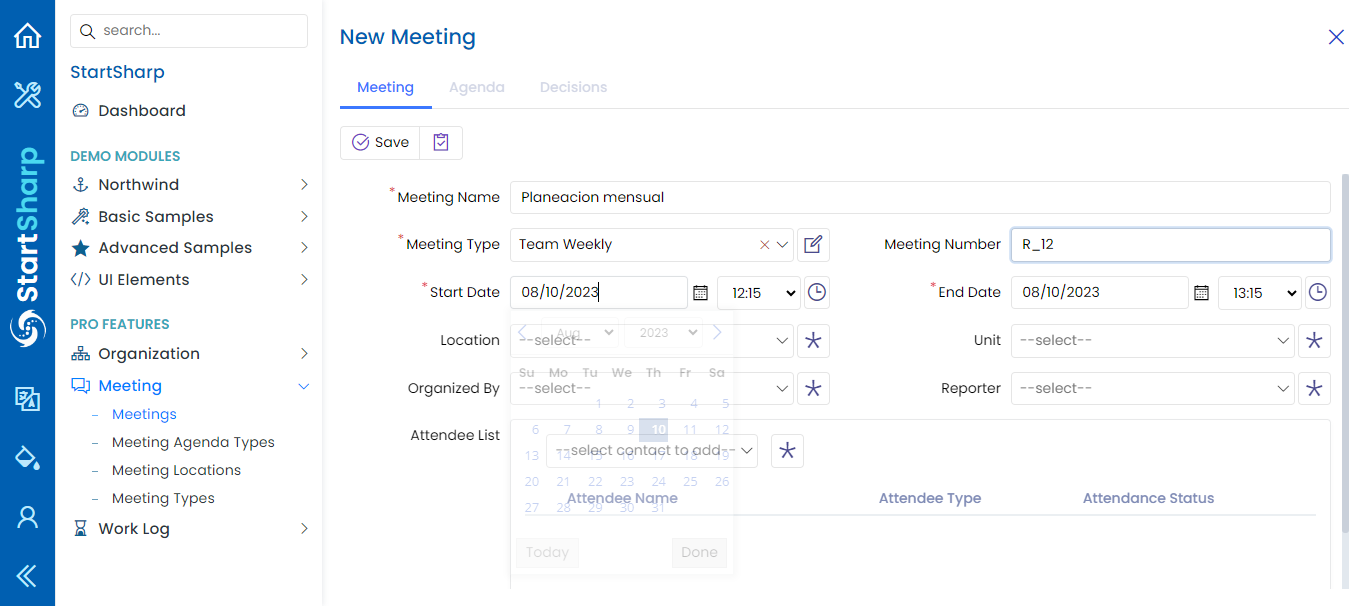 search...
StartSharp
Dashboard
DEMO MODULES
Northwind
Basic Samples
Advanced Samples
UI Elements
PRO FEATURES
Organization
Meeting
Meetings
Meeting Agenda Types
Meeting Locations
Meeting Types
Work Log
StartSharp
New Meeting
Meeting Agenda Decisions
Save
*Meeting Name Planeacion mensual
*Meeting Type Team Weekly Meeting Number R_12
*Start Date 08/10/2023 12:15 *End Date 08/10/2023 13:15
Location --select-- Unit --select--
Organized By --select-- Reporter --select--
Attendee List --select contact to add--
Attendee Name Attendee Type Attendance Status
Aug 2023
Su Mo Tu We Th Fr Sa
1 2 3 4 5
6 7 8 9 10 11 12
13 14 15 16 17 18 19
20 21 22 23 24 25 26
27 28 29 30 31
Today Done